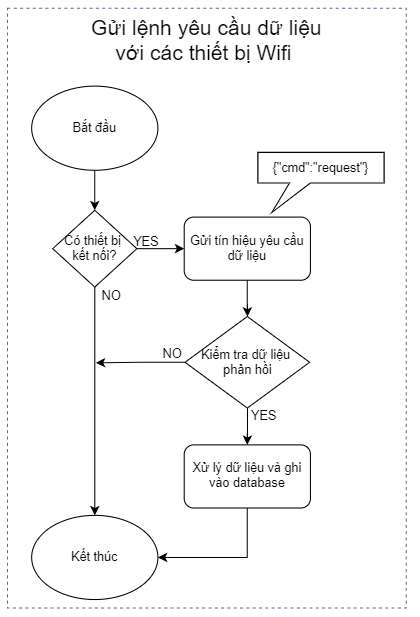 Gửi lệnh yêu cầu dữ liệu
với các thiết bị Wifi
Bắt đầu
{"cmd":"request"}
Có thiết bị
kết nối?
YES
Gửi tín hiệu yêu cầu
dữ liệu
NO
NO
Kiểm tra dữ liệu
phản hồi
YES
Xử lý dữ liệu và ghi
vào database
Kết thúc